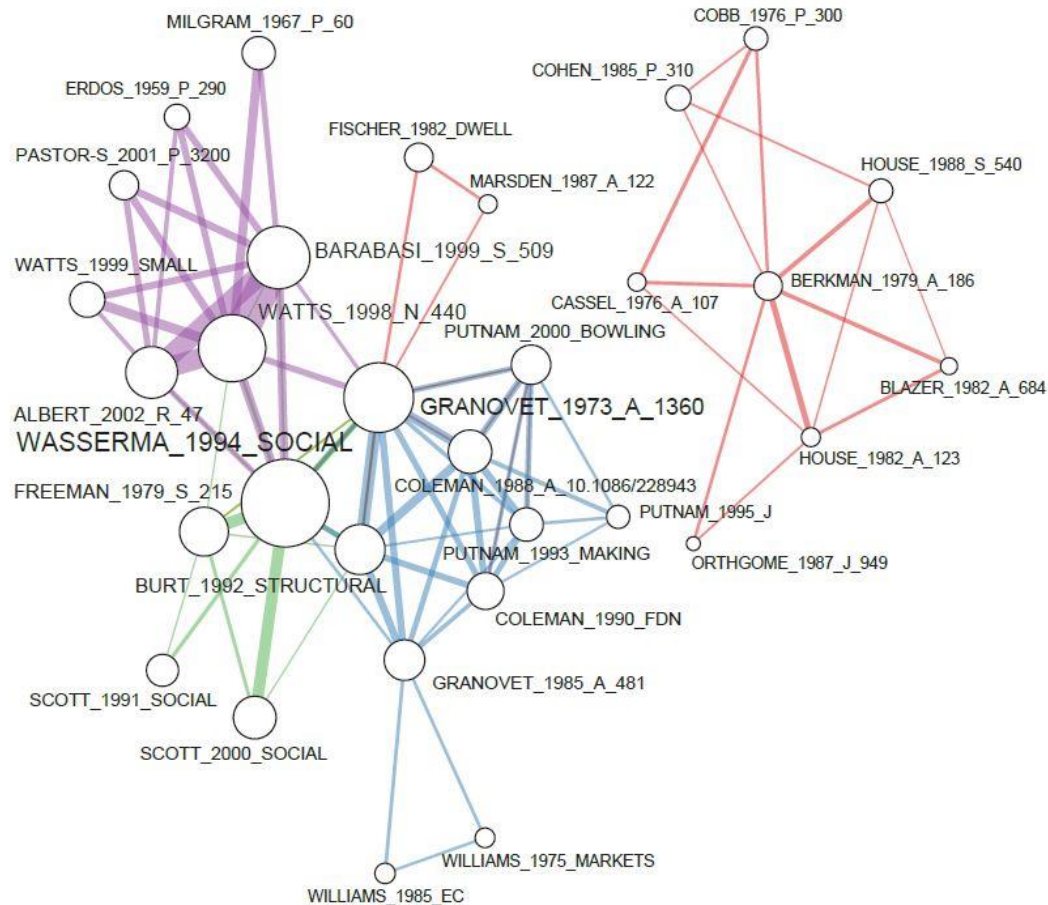 MILGRAM_1967_P_60
COBB_1976_P_300
COHEN_1985_P_310
ERDOS_1959_P_290
FISCHER_1982_DWELL
PASTOR-S_2001_P_3200
HOUSE_1988_S_540
MARSDEN_1987_A_122
BARABASI_1999_S_509
WATTS_1999_SMALL
BERKMAN_1979_A_186
CASSEL_1976_A_107
WATTS_1998_N_440
PUTNAM_2000_BOWLING
BLAZER_1982_A_684
GRANOVET_1973_A_1360
ALBERT_2002_R_47
WASSERMA_1994_SOCIAL
HOUSE_1982_A_123
COLEMAN_1988_A_10.1086/228943
FREEMAN_1979_S_215
PUTNAM_1995_J
PUTNAM_1993_MAKING
ORTHGOME_1987_J_949
BURT_1992_STRUCTURAL
COLEMAN_1990_FDN
GRANOVET_1985_A_481
SCOTT_1991_SOCIAL
SCOTT_2000_SOCIAL
WILLIAMS_1975_MARKETS
WILLIAMS_1985_EC